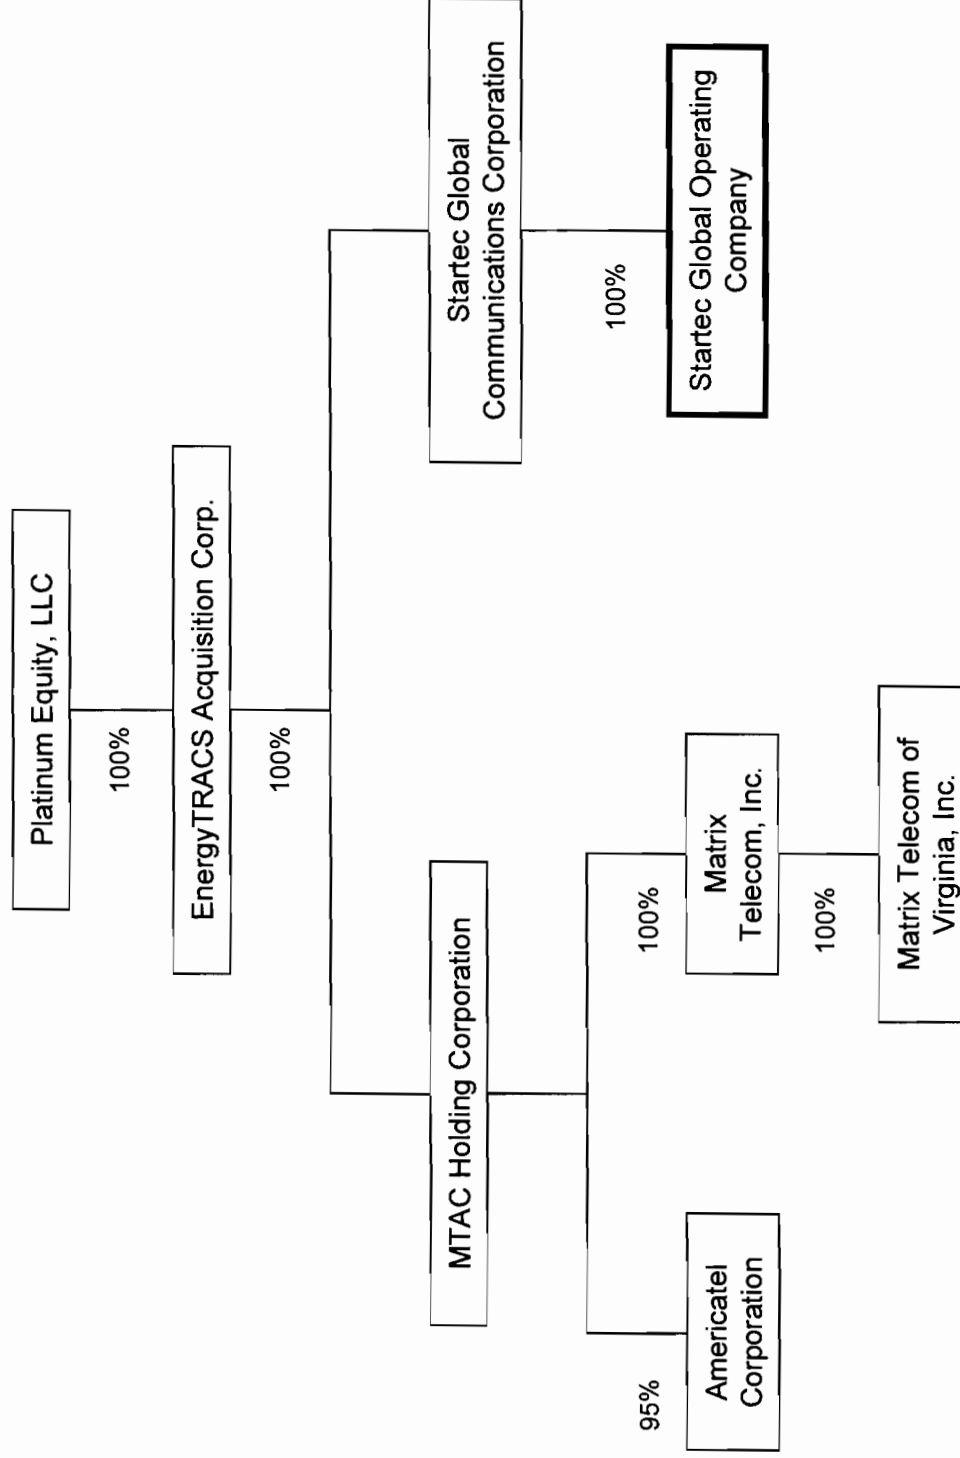 Platinum Equity, LLC
100%
EnergyTRACS Acquisition Corp.
100%
MTAC Holding Corporation
Startec Global
Communications Corporation
100%
95%
100%
Americatel
Corporation
Matrix
Telecom, Inc.
Startec Global Operating
Company
100%
Matrix Telecom of
Virginia, Inc.